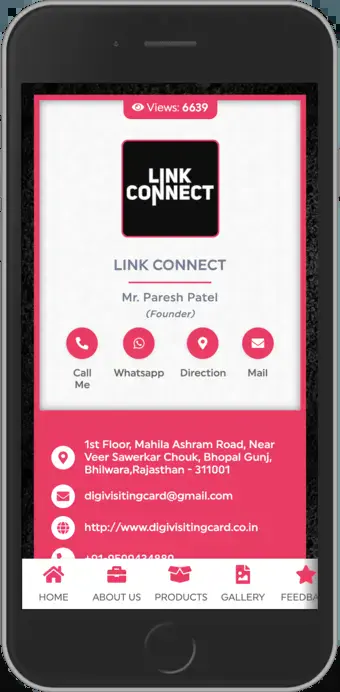 Views: 6639
LINK
CONNECT
LINK CONNECT
Mr. Paresh Patel
(Founder)
Call
Me
Whatsapp
Direction
Mail
1st Floor, Mahila Ashram Road, Near
Veer Sawerkar Chouk, Bhopal Gunj,
Bhilwara,Rajasthan - 311001
digivisitingcard@gmail.com
http://www.digivisitingcard.co.in
HOME
ABOUT US
PRODUCTS
GALLERY
FEEDBA